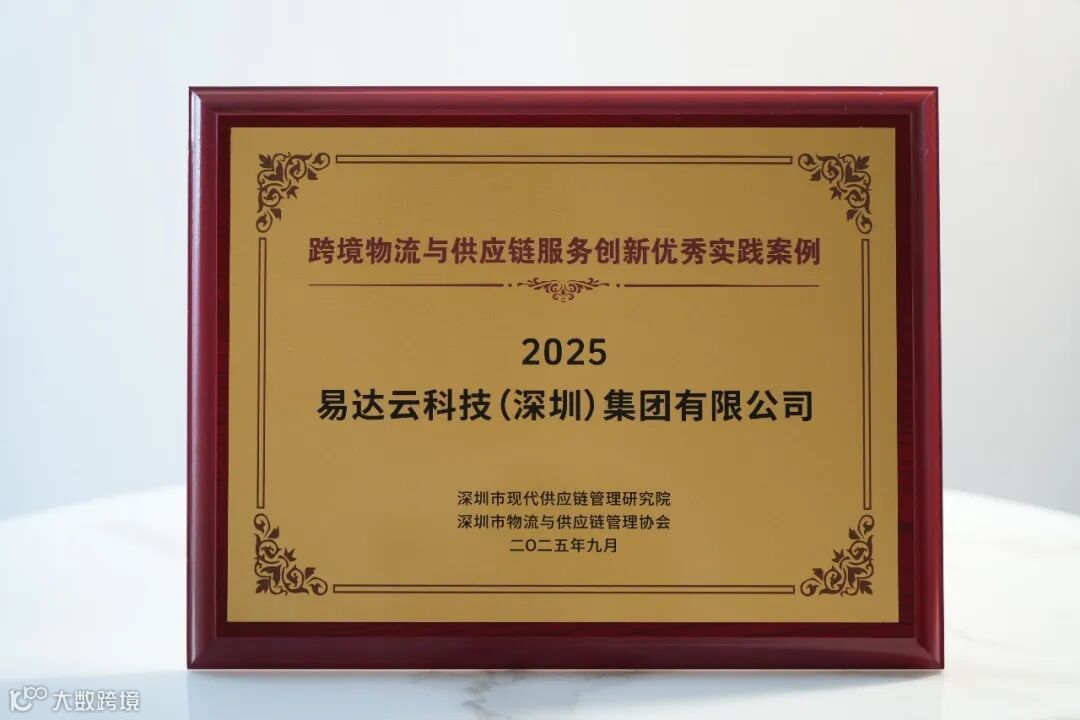 跨境物流与供应链服务创新优秀实践案例
2025
易达云科技(深圳)集团有限公司
深圳市现代供应链管理研究院
深圳市物流与供应链管理协会
二〇二五年九月
大数跨境